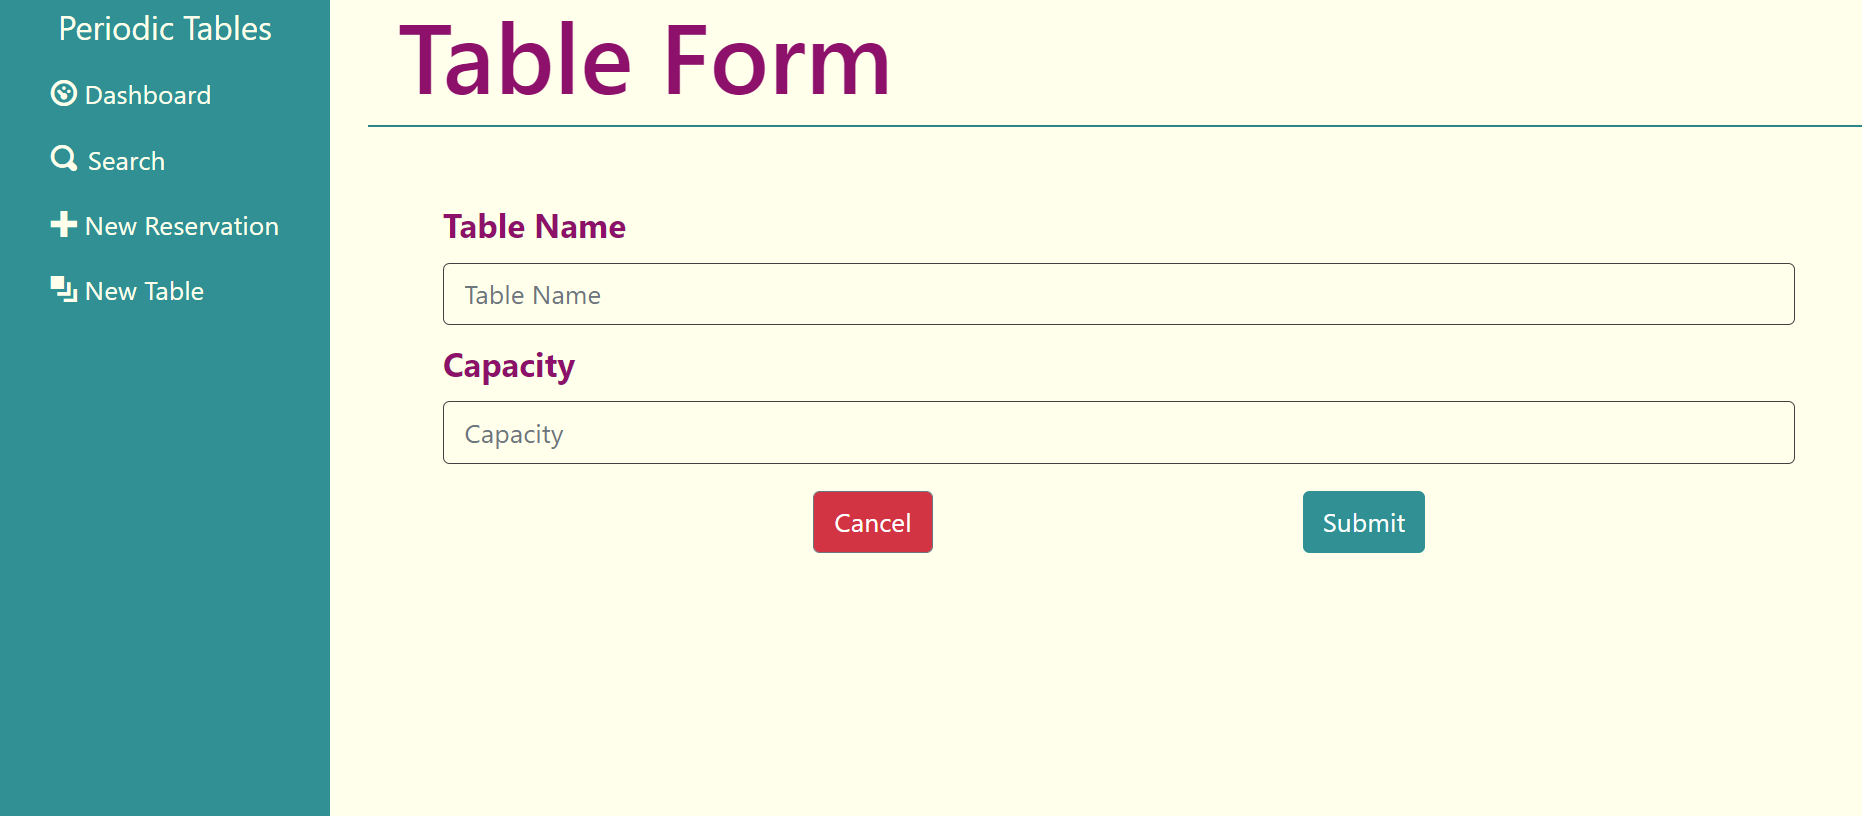 Periodic Tables
Dashboard
Search
New Reservation
New Table
Table Form
Table Name
Table Name
Capacity
Capacity
Cancel
Submit